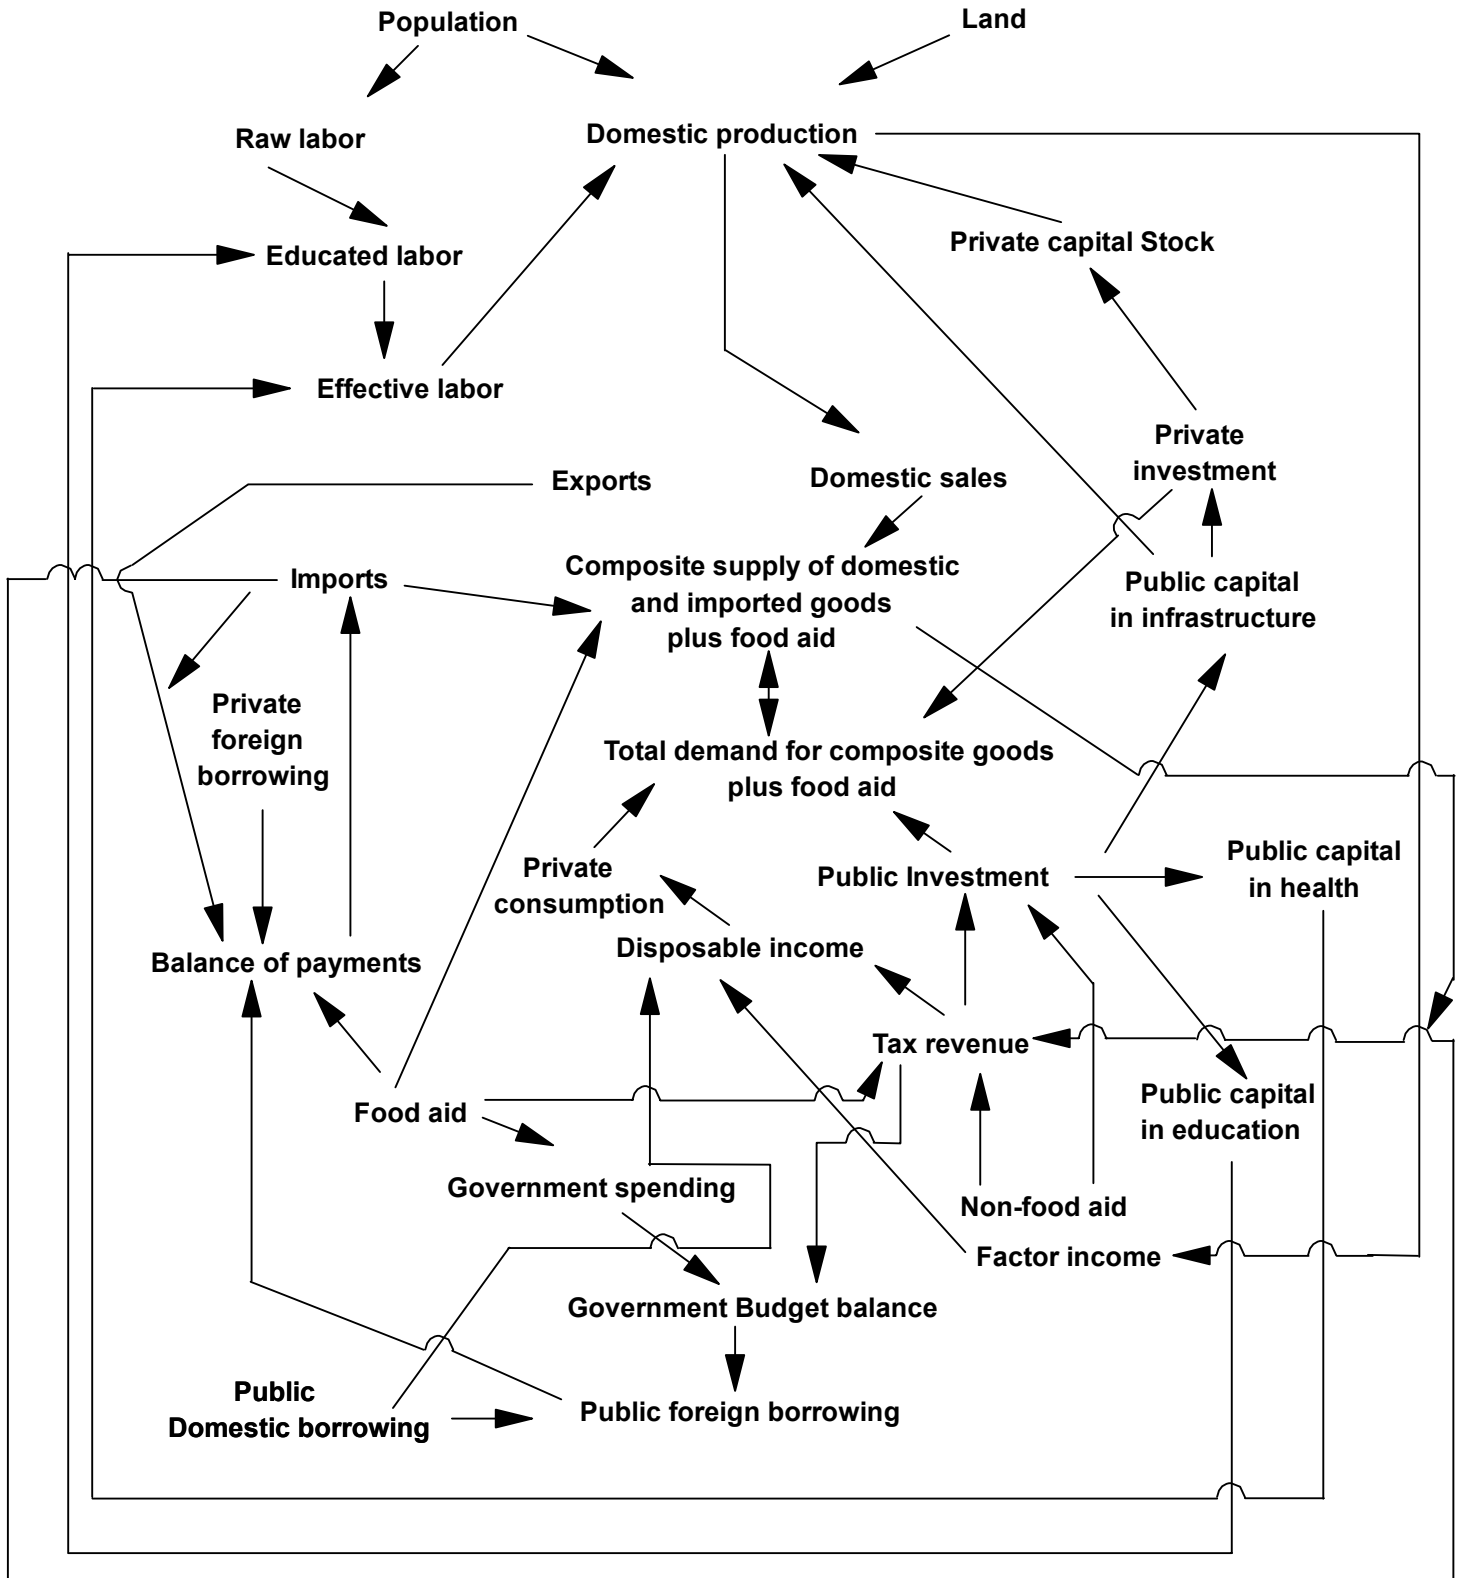 Population
Land
Raw labor
Domestic production
Educated labor
Private capital Stock
Effective labor
Private
investment
Exports
Domestic sales
Imports
Composite supply of domestic
and imported goods
plus food aid
Public capital
in infrastructure
Private
foreign
borrowing
Total demand for composite goods
plus food aid
Private
consumption
Public Investment
Public capital
in health
Balance of payments
Disposable income
Tax revenue
Food aid
Public capital
in education
Government spending
Non-food aid
Factor income
Government Budget balance
Public
Domestic borrowing
Public foreign borrowing